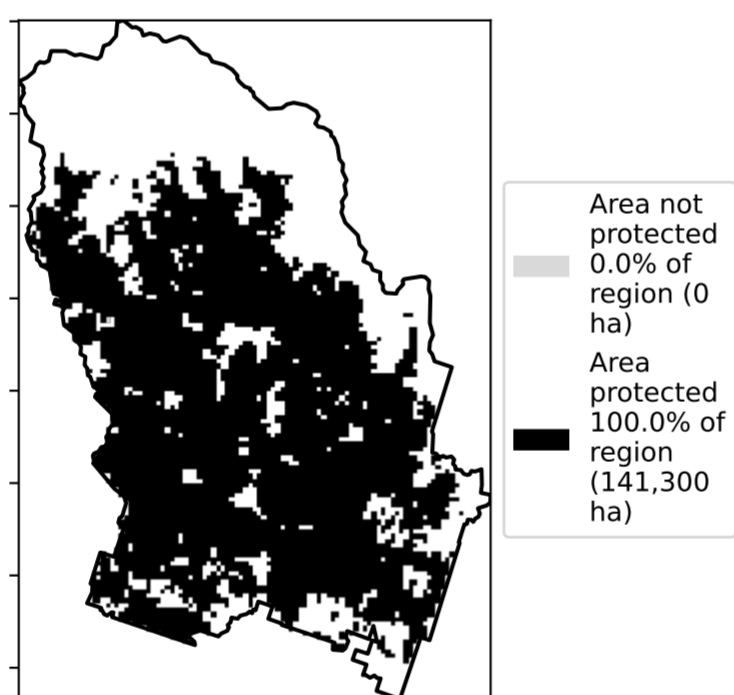 Area not
protected
0.0% of
region (0
ha)
Area
protected
100.0% of
region
(141,300
ha)